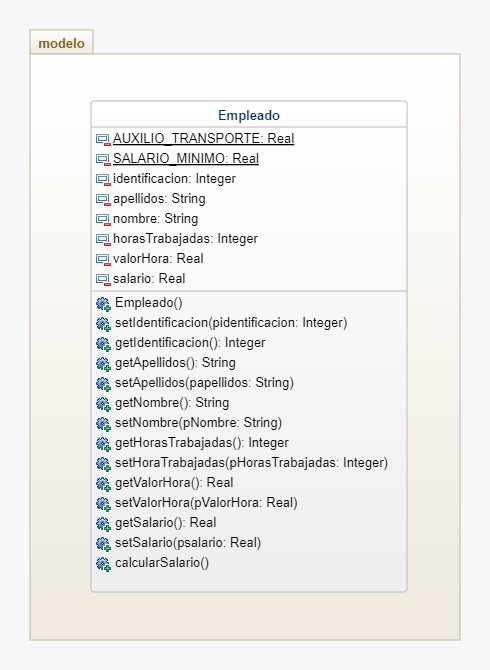 modelo
Empleado
AUXILIO_TRANSPORTE: Real
SALARIO_MINIMO: Real
identificacion: Integer
apellidos: String
nombre: String
horasTrabajadas: Integer
valorHora: Real
salario: Real
Empleado()
setIdentificacion(pidentificacion: Integer)
getIdentificacion(): Integer
getApellidos(): String
setApellidos(papellidos: String)
getNombre(): String
setNombre(pNombre: String)
getHorasTrabajadas(): Integer
setHoraTrabajadas(pHorasTrabajadas: Integer)
getValorHora(): Real
setValorHora(pValorHora: Real)
getSalario(): Real
setSalario(psalario: Real)
calcularSalario()